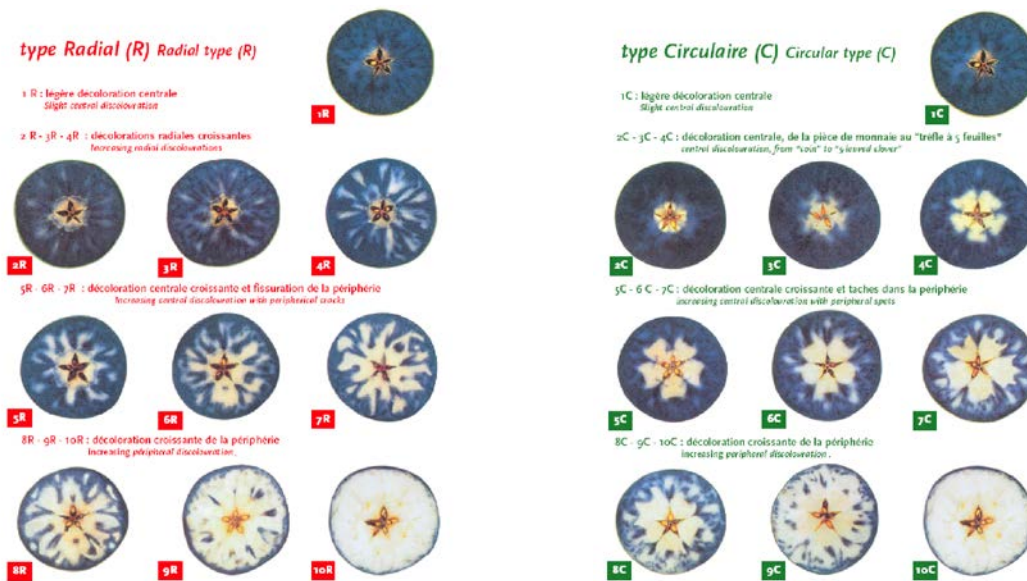 type Radial (R) Radial type (R)
1R
1 R : légère décoloration centrale
Slight central discolouration
2 R - 3R - 4R : décolorations radiales croissantes
Increasing radial discolourations
2R
3R
4R
5R - 6R - 7R : décoloration centrale croissante et fissuration de la périphérie
Increasing central discolouration with peripherical cracks
5R
6R
7R
8R - 9R - 10R : décoloration croissante de la périphérie
Increasing peripheral discolouration.
8R
9R
10R
type Circulaire (C) Circular type (C)
1C
1C : légère décoloration centrale
Slight central discolouration
2C - 3C - 4C : décoloration centrale, de la pièce de monnaie au "trèfle à 5 feuilles"
central discolouration, from "coin" to "5 leaved clover"
2C
3C
4C
5C - 6 C - 7C : décoloration centrale croissante et taches dans la périphérie
increasing central discolouration with peripheral spots
5C
6C
7C
8C - 9C - 10C : décoloration croissante de la périphérie
increasing peripheral discolouration .
8C
9C
10C